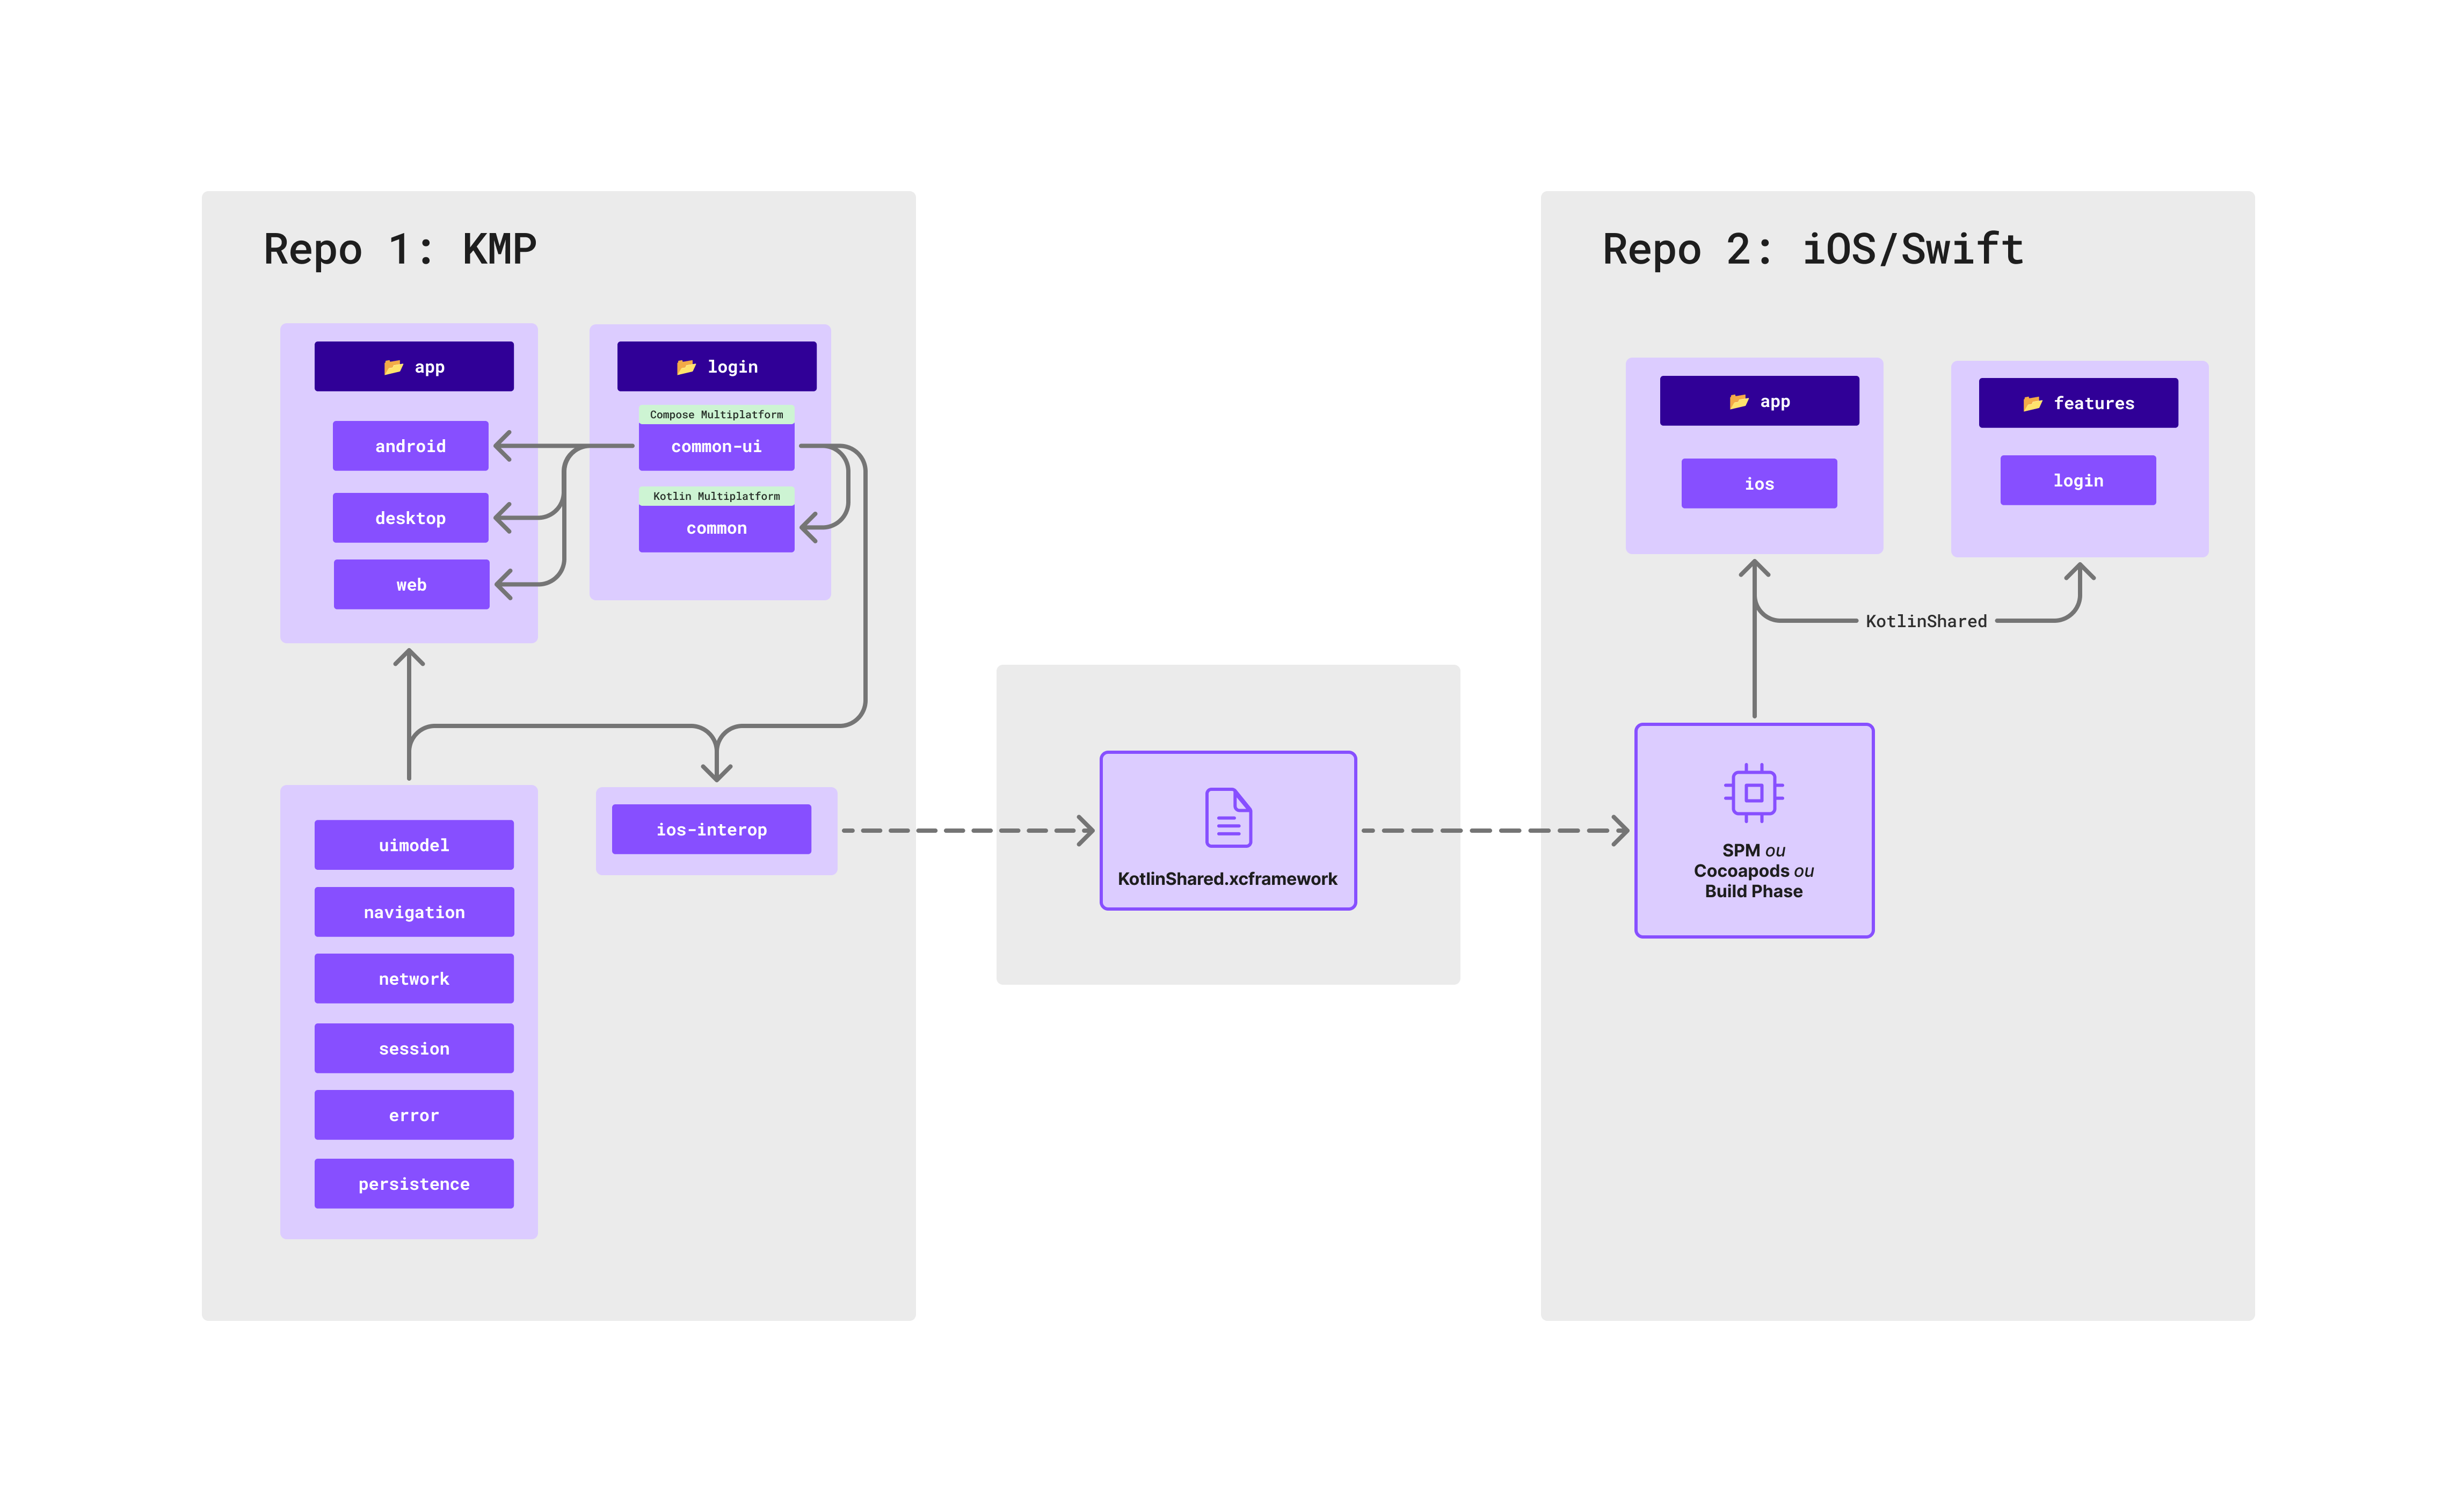 Repo 1: KMP
📂 app
android
desktop
web
📂 login
Compose Multiplatform
common-ui
Kotlin Multiplatform
common
uimodel
navigation
network
session
error
persistence
ios-interop
KotlinShared.xcframework
Repo 2: iOS/Swift
📂 app
ios
📂 features
login
KotlinShared
SPM ou
Cocoapods ou
Build Phase